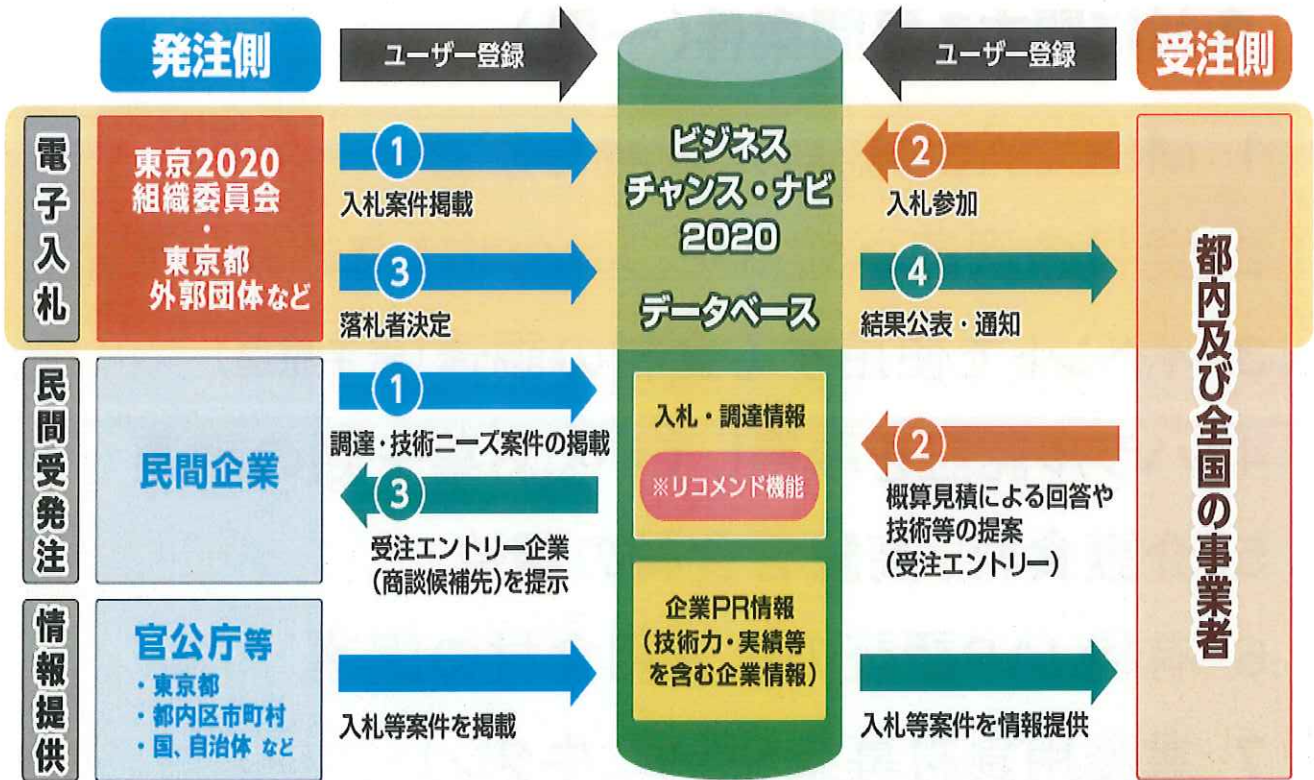 発注側
ユーザー登録
ユーザー登録
受注側
電子入札
東京2020
組織委員会
・
東京都
外郭団体など
1
入札案件掲載
3
落札者決定
ビジネス
チャンス・ナビ
2020
データベース
2
入札参加
4
結果公表・通知
都内及び全国の事業者
民間受発注
民間企業
1
調達・技術ニーズ案件の掲載
3
受注エントリー企業
(商談候補先)を提示
入札・調達情報
※リコメンド機能
2
概算見積による回答や
技術等の提案
(受注エントリー)
情報提供
官公庁等
・東京都
・都内区市町村
・国、自治体 など
入札等案件を掲載
企業PR情報
(技術力・実績等
を含む企業情報)
入札等案件を情報提供